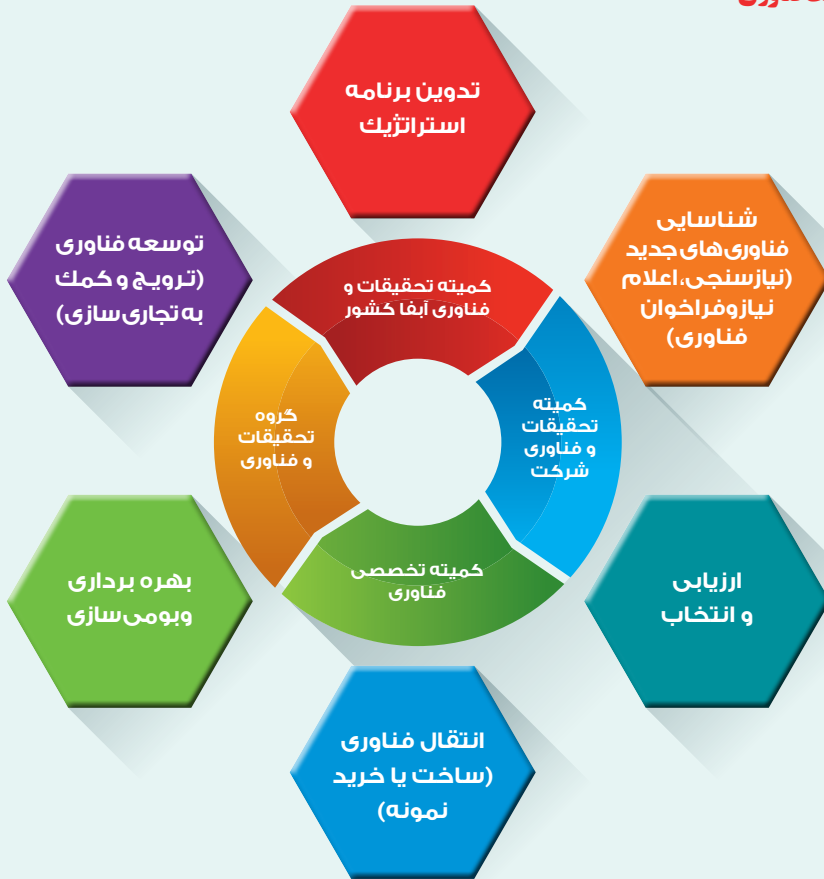 تدوین برنامه
استراتژیک
شناسایی
فناوری‌های جدید
(نیازسنجی، اعلام
نیازوفراخوان
فناوری)
ارزیابی
و انتخاب
انتقال فناوری
(ساخت یا خرید
نمونه)
بهره برداری
وبومی‌سازی
توسعه فناوری
(ترویج و کمک
به تجاری‌سازی)
کمیته تحقیقات و
فناوری آبفا کشور
کمیته
تحقیقات
و فناوری
شرکت
کمیته تخصصی
فناوری
گروه
تحقیقات
و فناوری